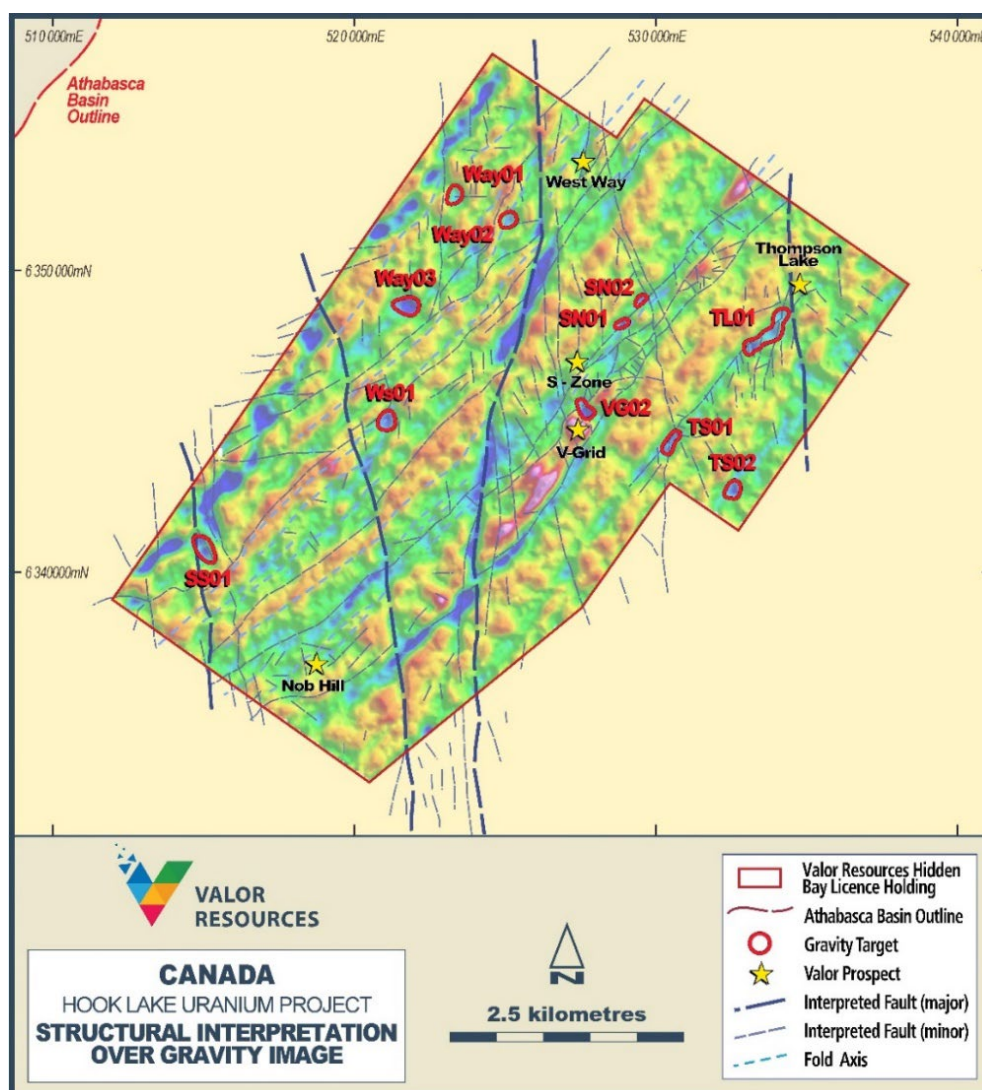 510 000mE
520 000mE
530 000mE
540 000mE
Athabasca
Basin
Outline
Way01
West Way
Way02
Thompson
Lake
6 350 000mN
Way03
SN02
SN01
TL01
S - Zone
Ws01
VG02
V-Grid
TS01
TS02
6 340 000mN
SS01
Nob Hill
VALOR
RESOURCES
CANADA
HOOK LAKE URANIUM PROJECT
STRUCTURAL INTERPRETATION
OVER GRAVITY IMAGE
N
2.5 kilometres
Valor Resources Hidden
Bay Licence Holding
Athabasca Basin Outline
Gravity Target
Valor Prospect
Interpreted Fault (major)
Interpreted Fault (minor)
Fold Axis